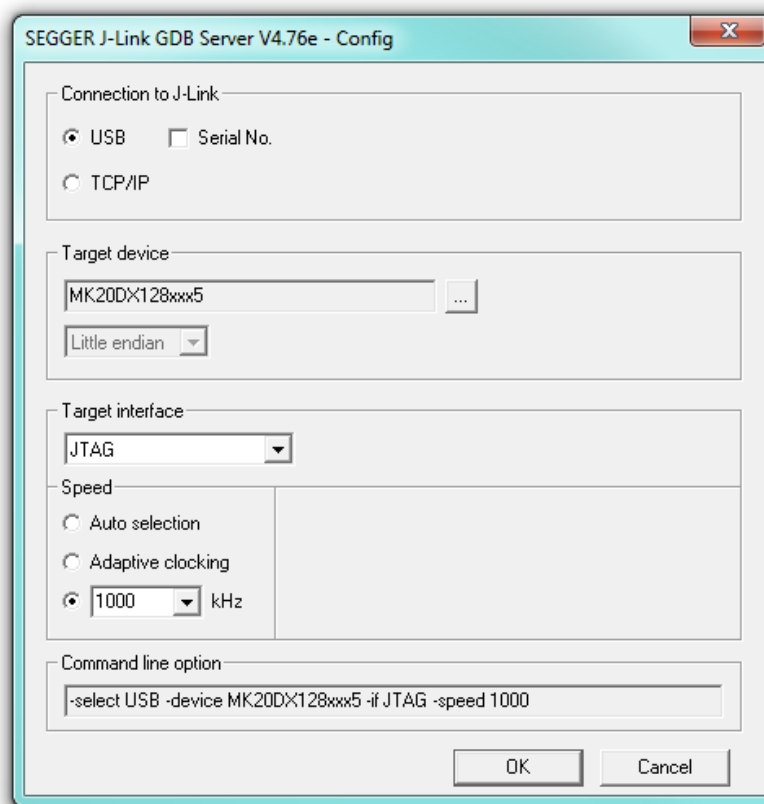 SEGGER J-Link GDB Server V4.76e - Config
Connection to J-Link
USB Serial No.
TCP/IP
Target device
MK20DX128xxx5 ...
Little endian
Target interface
JTAG
Speed
Auto selection
Adaptive clocking
1000 kHz
Command line option
-select USB -device MK20DX128xxx5 -if JTAG -speed 1000
OK Cancel